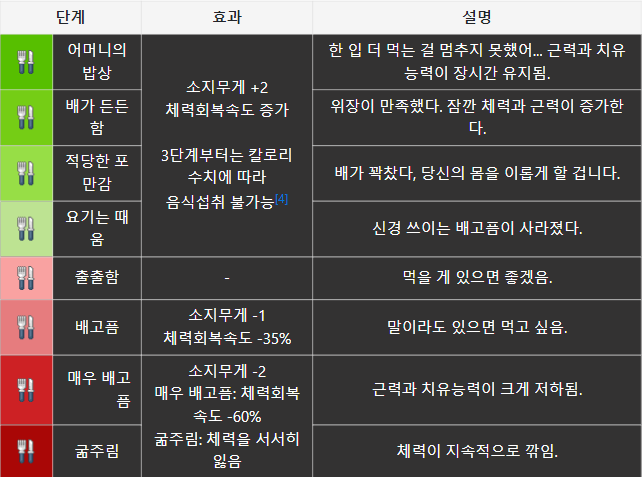 단계 효과 설명
어머니의
밥상
소지무게 +2
체력회복속도 증가
3단계부터는 칼로리
수치에 따라
음식섭취 불가능[4]
한 입 더 먹는 걸 멈추지 못했어... 근력과 치유
능력이 장시간 유지됨.
배가 든든
함
위장이 만족했다. 잠깐 체력과 근력이 증가한
다.
적당한 포
만감
배가 꽉찼다, 당신의 몸을 이롭게 할 겁니다.
요기는 때
움
신경 쓰이는 배고픔이 사라졌다.
출출함 - 먹을 게 있으면 좋겠음.
배고픔
소지무게 -1
체력회복속도 -35%
말이라도 있으면 먹고 싶음.
매우 배고
픔
소지무게 -2
매우 배고픔: 체력회복
속도 -60%
굶주림: 체력을 서서히
잃음
근력과 치유능력이 크게 저하됨.
굶주림
체력이 지속적으로 깎임.